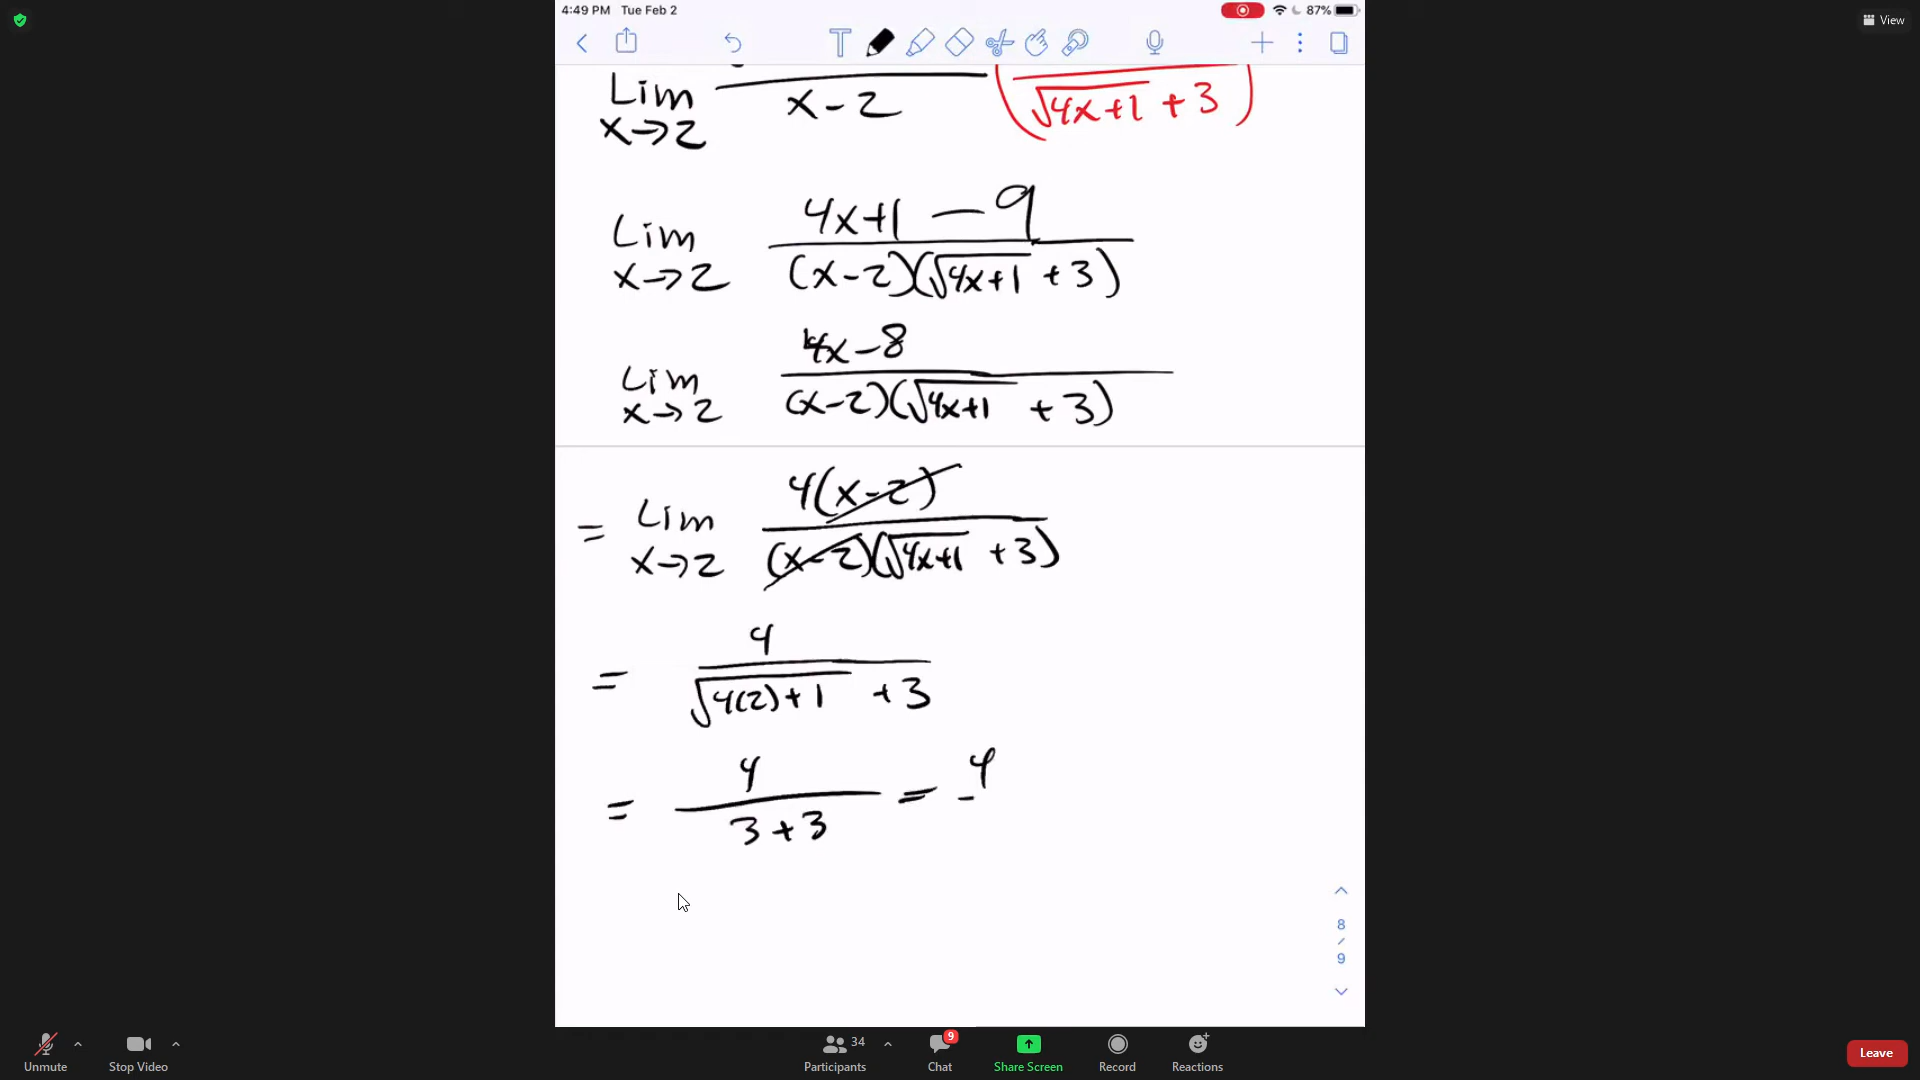 4:49 PM Tue Feb 2 87%
View
Lim x-2 √4x+1 + 3
x→2
4x+1 - 9
Lim
x→2 (x-2)(√4x+1 + 3)
4x-8
Lim
x→2 (x-2)(√4x+1 + 3)
4(x-2)
= Lim
x→2 (x-2)(√4x+1 + 3)
4
=
√4(2)+1 + 3
4 4
= =
3+3
8
/
9
34 9
Unmute Stop Video Participants Chat Share Screen Record Reactions Leave